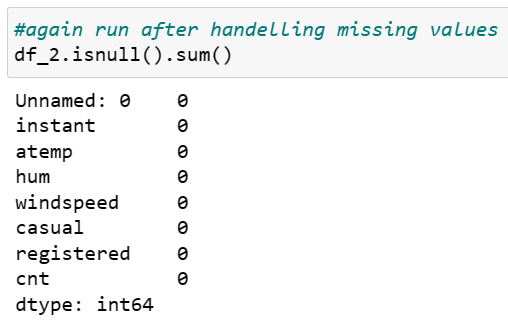 #again run after handelling missing values
df_2.isnull().sum()
Unnamed: 0    0
instant       0
atemp         0
hum           0
windspeed     0
casual        0
registered    0
cnt           0
dtype: int64